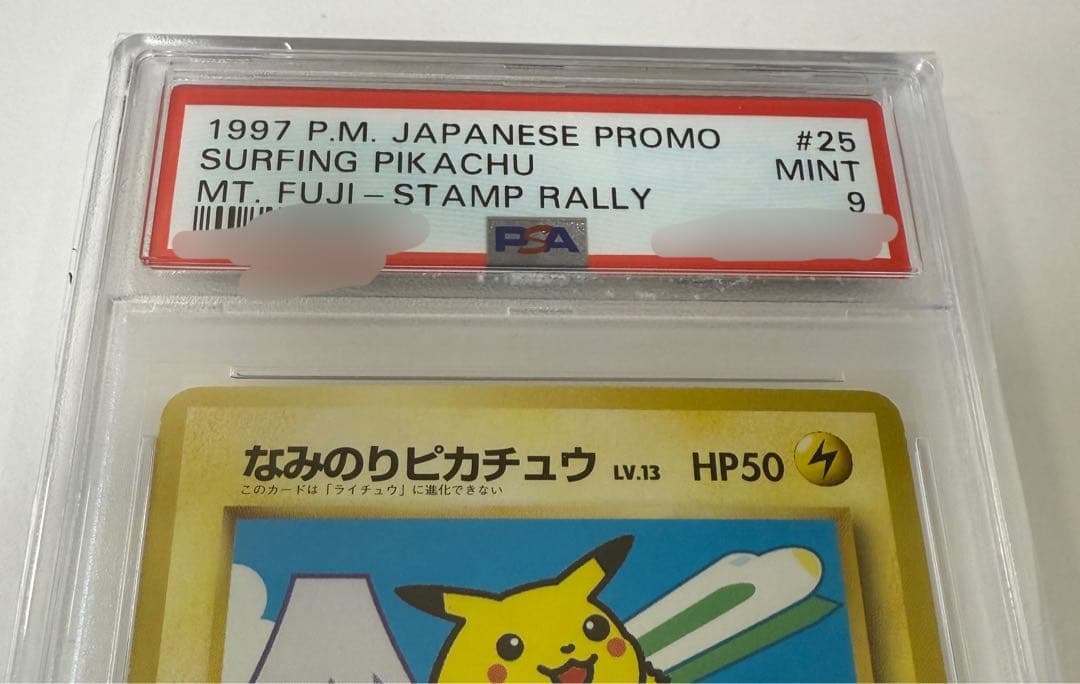 1997 P.M. JAPANESE PROMO #25
SURFING PIKACHU MINT
MT. FUJI - STAMP RALLY 9
PSA
なみのりピカチュウ LV.13 HP50
このカードは「ライチュウ」に進化できない